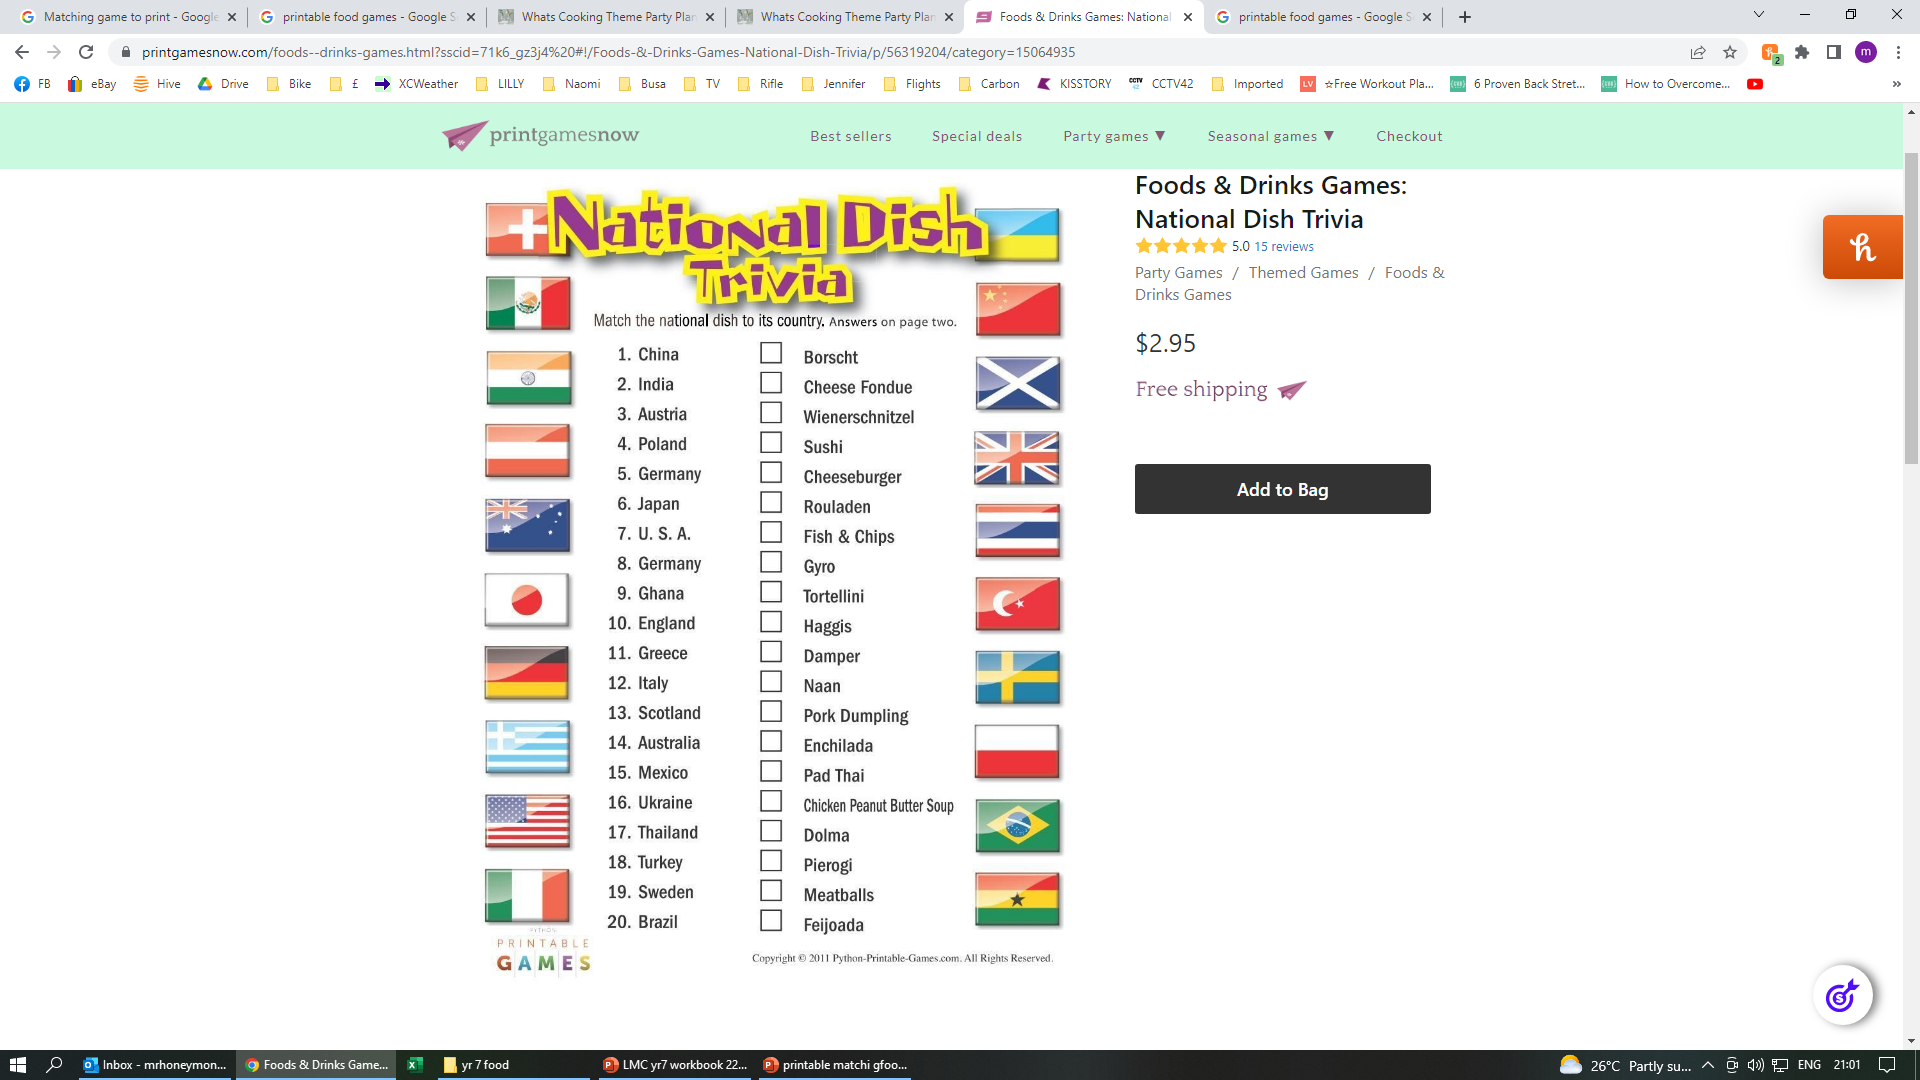 Matching game to print - Google
printable food games - Google S
Whats Cooking Theme Party Plan
Whats Cooking Theme Party Plan
Foods & Drinks Games: National
printable food games - Google S
printgamesnow.com/foods--drinks-games.html?sscid=71k6_gz3j4%20#!/Foods-&-Drinks-Games-National-Dish-Trivia/p/56319204/category=15064935
2
m
FB
eBay
Hive
Drive
Bike
£
XCWeather
LILLY
Naomi
Busa
TV
Rifle
Jennifer
Flights
Carbon
KISSTORY
CCTV42
Imported
LV ☆Free Workout Pla...
6 Proven Back Stret...
How to Overcome...
»
printgamesnow
Best sellers
Special deals
Party games ▼
Seasonal games ▼
Checkout
National Dish
Trivia
Match the national dish to its country. Answers on page two.
1. China Borscht
2. India Cheese Fondue
3. Austria Wienerschnitzel
4. Poland Sushi
5. Germany Cheeseburger
6. Japan Rouladen
7. U. S. A. Fish & Chips
8. Germany Gyro
9. Ghana Tortellini
10. England Haggis
11. Greece Damper
12. Italy Naan
13. Scotland Pork Dumpling
14. Australia Enchilada
15. Mexico Pad Thai
16. Ukraine Chicken Peanut Butter Soup
17. Thailand Dolma
18. Turkey Pierogi
19. Sweden Meatballs
20. Brazil Feijoada
PYTHON
PRINTABLE
GAMES
Copyright © 2011 Python-Printable-Games.com. All Rights Reserved.
Foods & Drinks Games:
National Dish Trivia
5.0 15 reviews
Party Games / Themed Games / Foods &
Drinks Games
$2.95
Free shipping
Add to Bag
h
Inbox - mrhoneymon...
Foods & Drinks Game...
yr 7 food
LMC yr7 workbook 22...
printable matchi gfoo...
26°C Partly su...
ENG
21:01